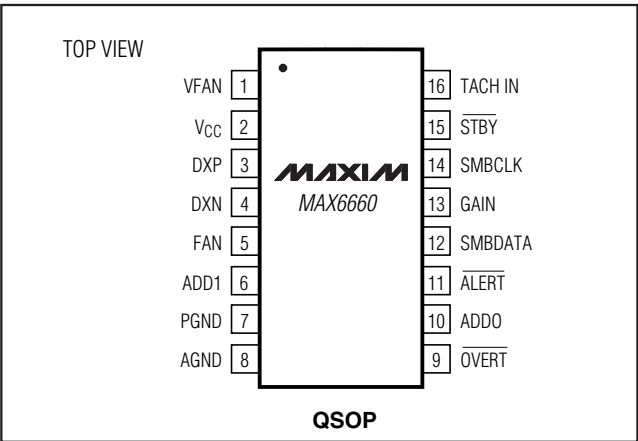 TOP VIEW
VFAN 1
VCC 2
DXP 3
DXN 4
FAN 5
ADD1 6
PGND 7
AGND 8
MAXIM
MAX6660
16 TACH IN
15 STBY
14 SMBCLK
13 GAIN
12 SMBDATA
11 ALERT
10 ADD0
9 OVERT
QSOP